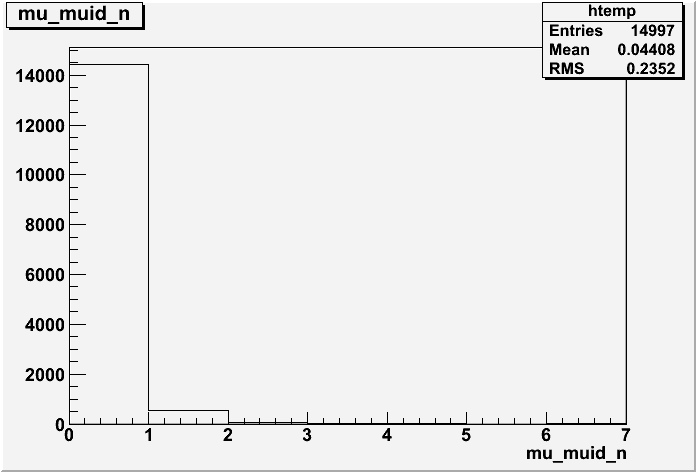 mu_muid_n
htemp
Entries 14997
Mean 0.04408
RMS 0.2352
14000
12000
10000
8000
6000
4000
2000
0
0 1 2 3 4 5 6 7
mu_muid_n